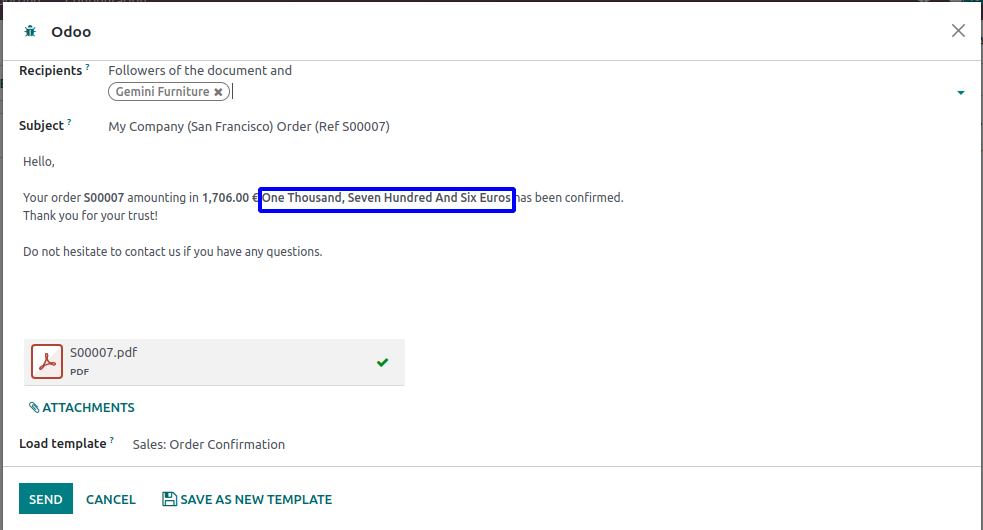 Odoo
Recipients ? Followers of the document and
Gemini Furniture ✖
Subject ? My Company (San Francisco) Order (Ref S00007)
Hello,
Your order S00007 amounting in 1,706.00 € One Thousand, Seven Hundred And Six Euros has been confirmed.
Thank you for your trust!
Do not hesitate to contact us if you have any questions.
S00007.pdf
PDF
ATTACHMENTS
Load template ? Sales: Order Confirmation
SEND CANCEL SAVE AS NEW TEMPLATE